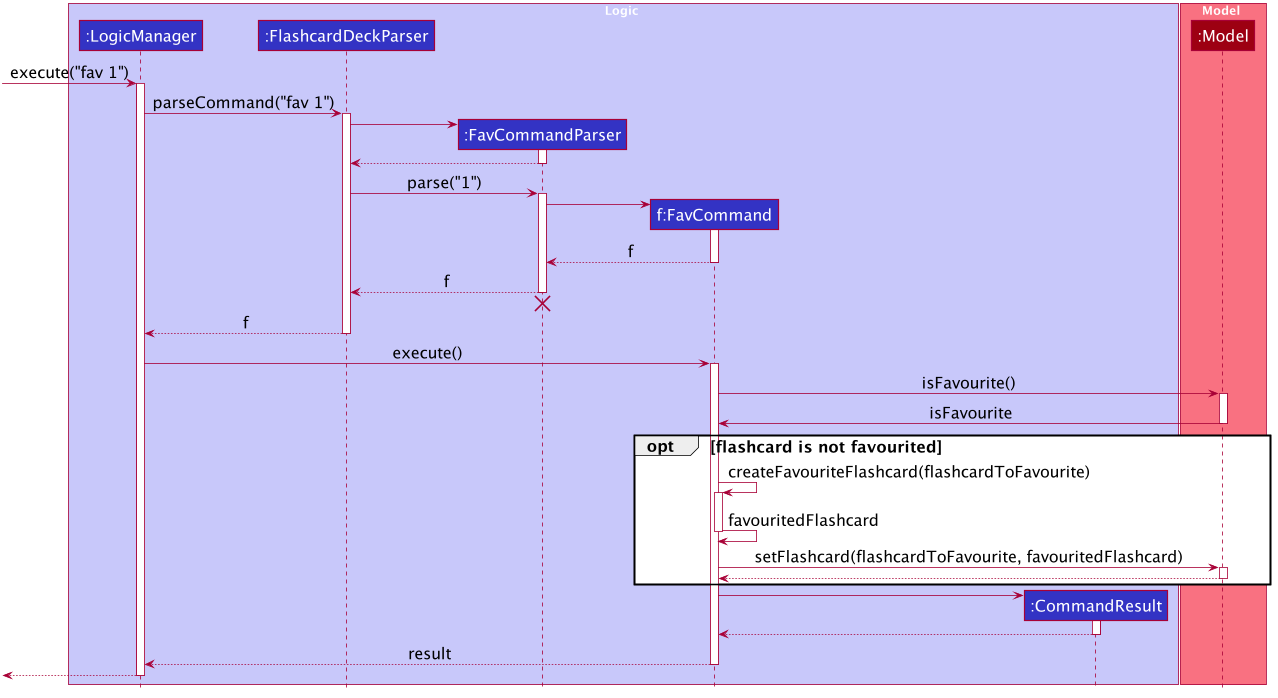 Logic
Model
:LogicManager
:FlashcardDeckParser
:Model
execute("fav 1")
parseCommand("fav 1")
:FavCommandParser
parse("1")
f:FavCommand
f
f
f
execute()
isFavourite()
isFavourite
opt
[flashcard is not favourited]
createFavouriteFlashcard(flashcardToFavourite)
favouritedFlashcard
setFlashcard(flashcardToFavourite, favouritedFlashcard)
:CommandResult
result